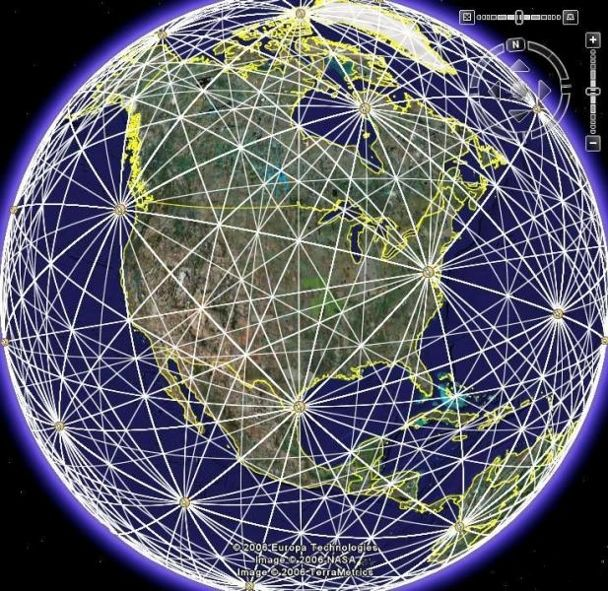 N
© 2006 Europa Technologies
Image © 2006 NASA
Image © 2006 TerraMetrics